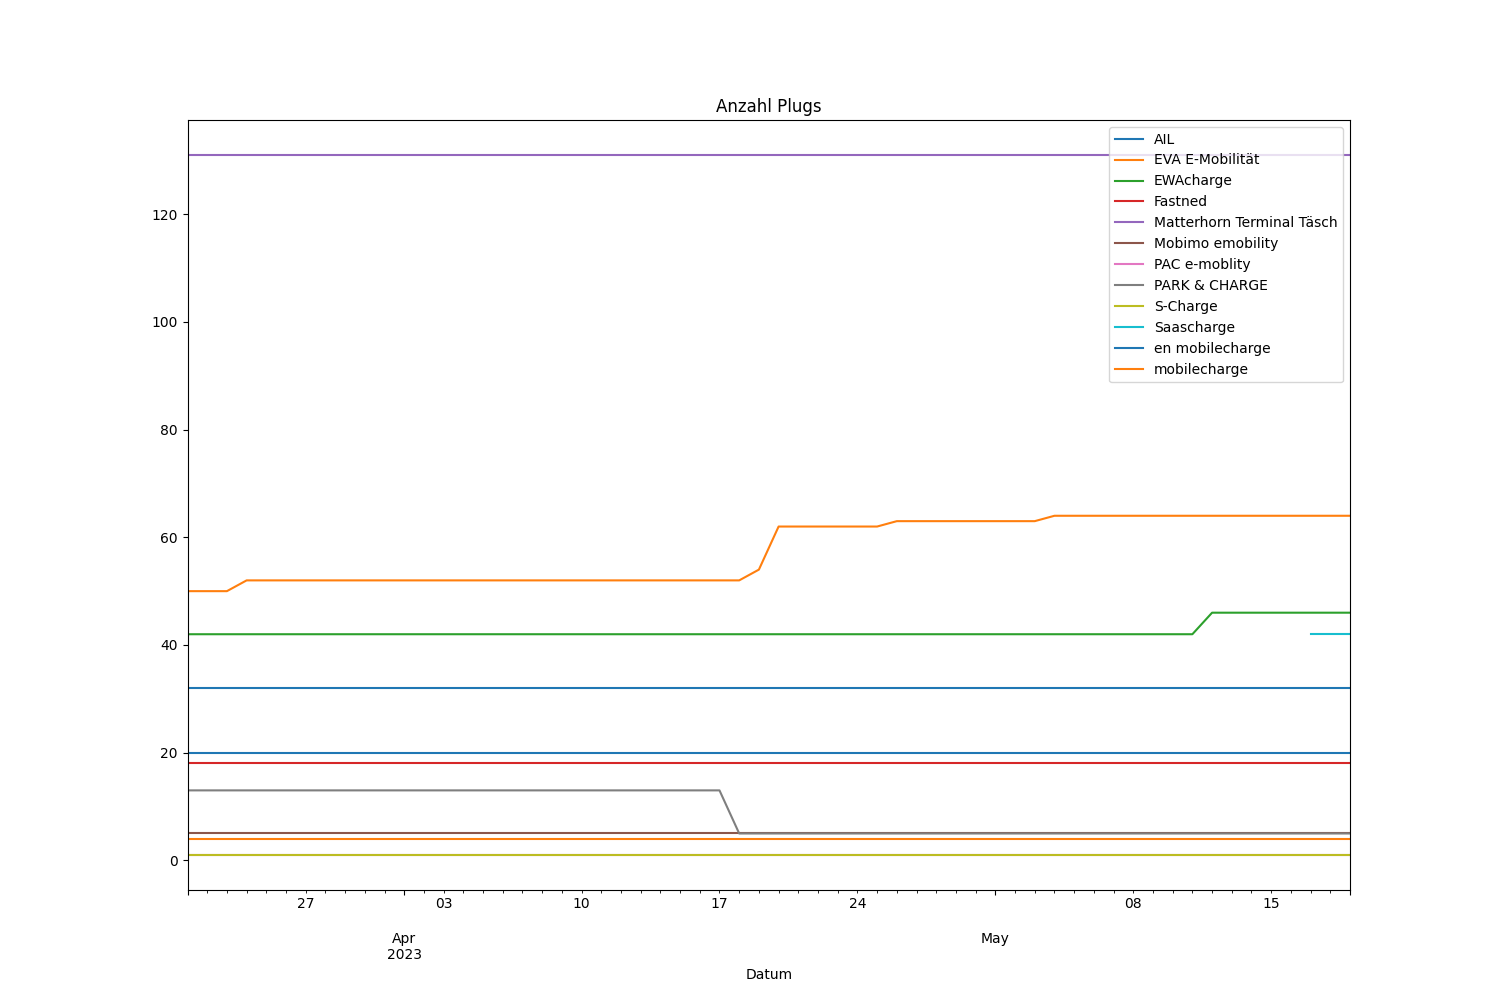 Anzahl Plugs
AIL
EVA E-Mobilität
EWAcharge
Fastned
Matterhorn Terminal Täsch
Mobimo emobility
PAC e-moblity
PARK & CHARGE
S-Charge
Saascharge
en mobilecharge
mobilecharge
120
100
80
60
40
20
0
27 03 10 17 24 08 15
Apr May
2023
Datum